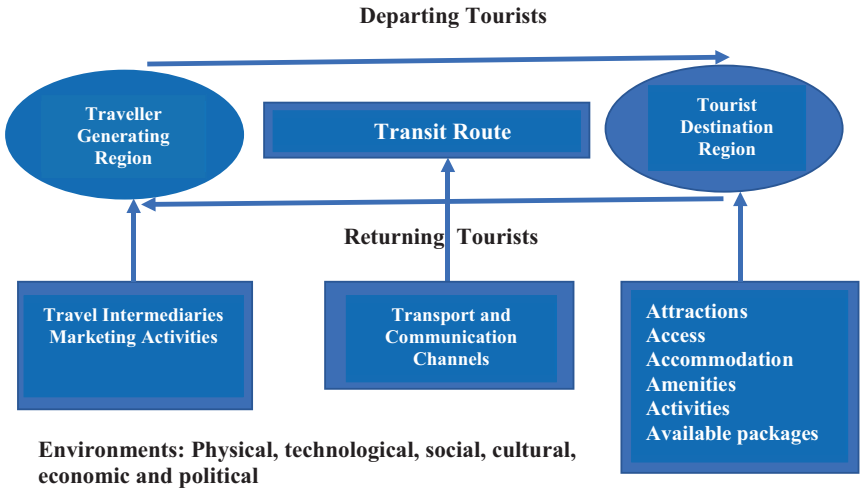 Departing Tourists
Traveller
Generating
Region
Transit Route
Tourist
Destination
Region
Returning Tourists
Travel Intermediaries
Marketing Activities
Transport and
Communication
Channels
Attractions
Access
Accommodation
Amenities
Activities
Available packages
Environments: Physical, technological, social, cultural,
economic and political